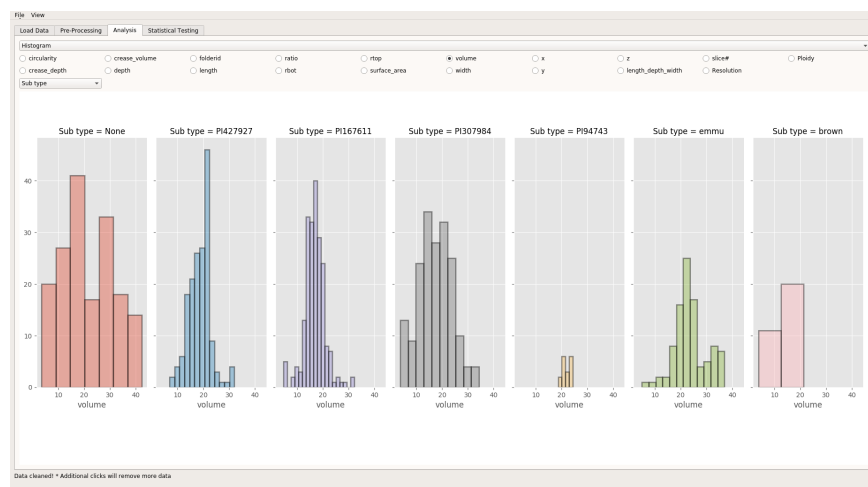 File View
Load Data Pre-Processing Analysis Statistical Testing
Histogram
circularity crease_volume folderid ratio rtop volume x z slice# Ploidy
crease_depth depth length rbot surface_area width y length_depth_width Resolution
Sub type
Sub type = None Sub type = PI427927 Sub type = PI167611 Sub type = PI307984 Sub type = PI94743 Sub type = emmu Sub type = brown
40
30
20
10
0
10 20 30 40 10 20 30 40 10 20 30 40 10 20 30 40 10 20 30 40 10 20 30 40 10 20 30 40
volume volume volume volume volume volume volume
Data cleaned! * Additional clicks will remove more data